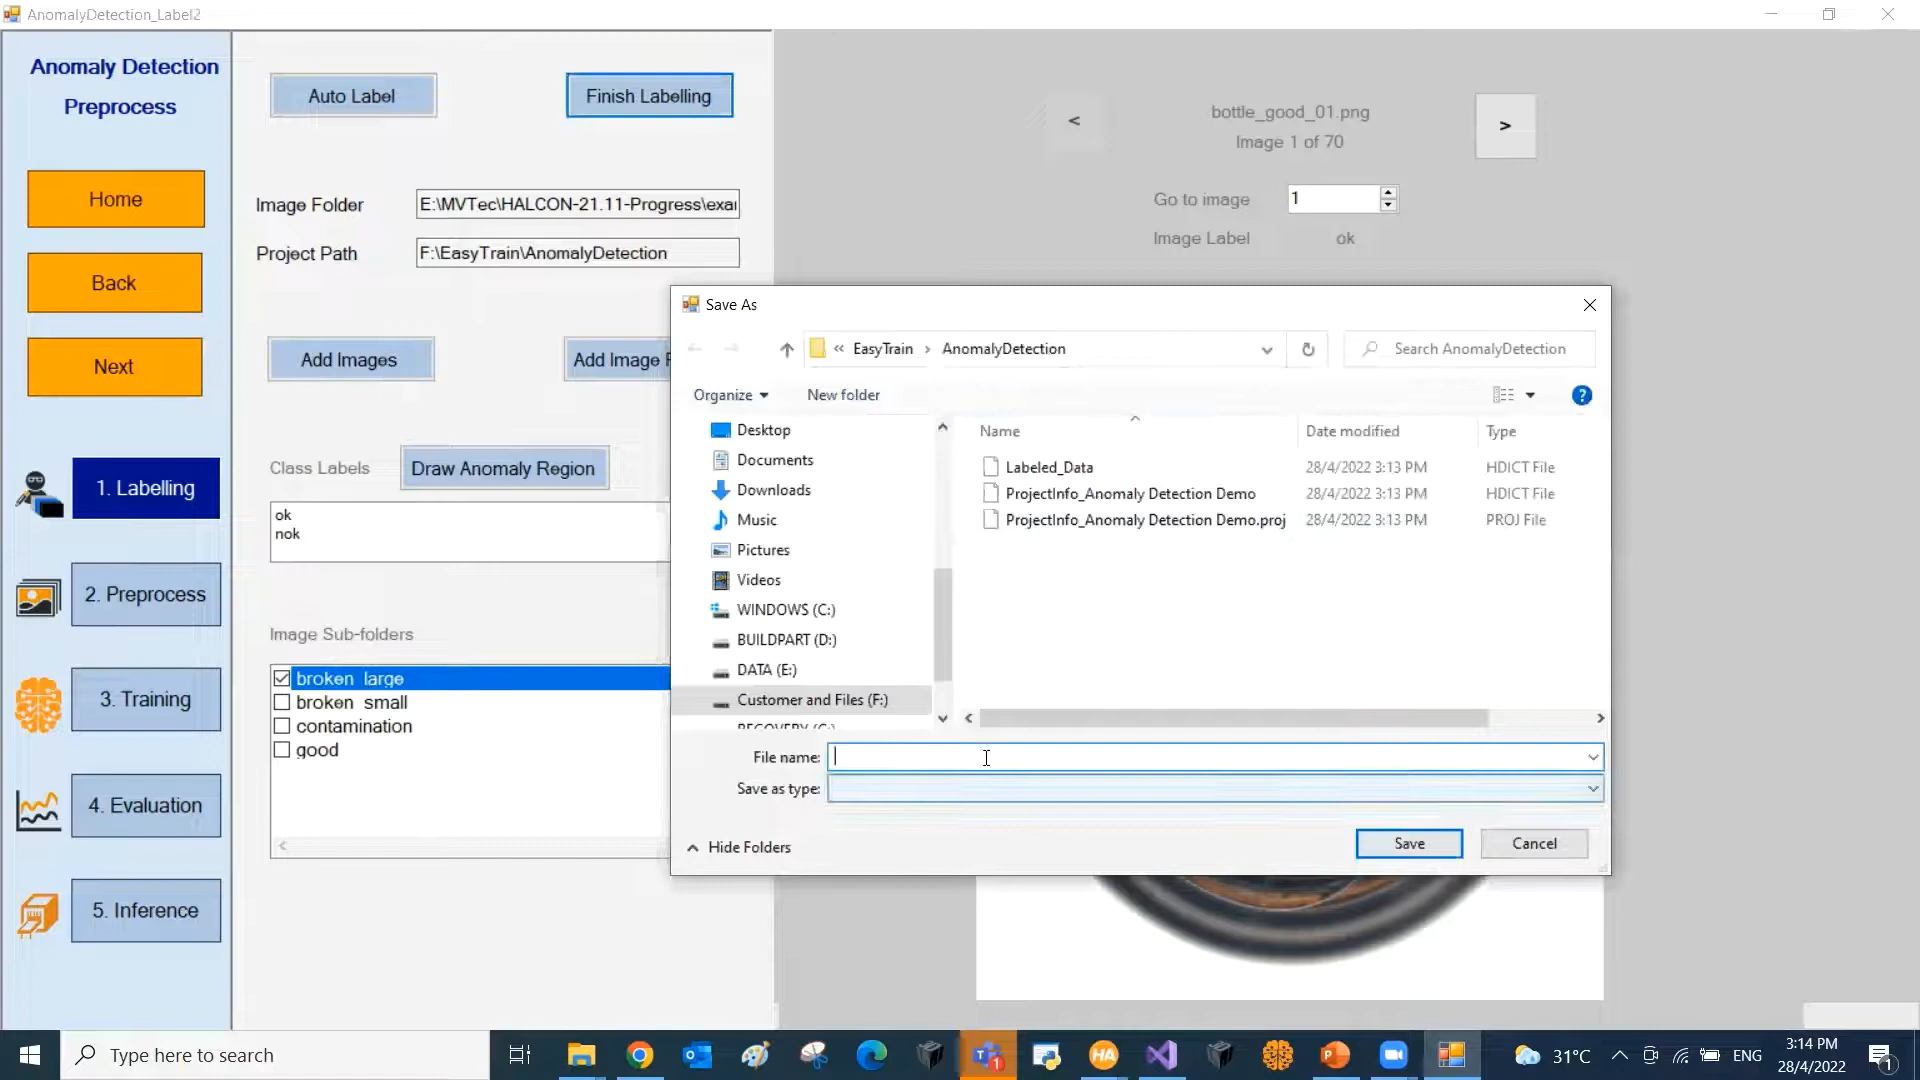 AnomalyDetection_Label2
Anomaly Detection
Preprocess
Home
Back
Next
1. Labelling
2. Preprocess
3. Training
4. Evaluation
5. Inference
Auto Label
Finish Labelling
Image Folder
E:\MVTec\HALCON-21.11-Progress\exa
Project Path
F:\EasyTrain\AnomalyDetection
Add Images
Add Image
Class Labels
Draw Anomaly Region
ok
nok
Image Sub-folders
broken_large
broken_small
contamination
good
<
bottle_good_01.png
Image 1 of 70
>
Go to image
1
Image Label
ok
Save As
« EasyTrain › AnomalyDetection
Search AnomalyDetection
Organize
New folder
?
Desktop
Documents
Downloads
Music
Pictures
Videos
WINDOWS (C:)
BUILDPART (D:)
DATA (E:)
Customer and Files (F:)
Name
Date modified
Type
Labeled_Data
28/4/2022 3:13 PM
HDICT File
ProjectInfo_Anomaly Detection Demo
28/4/2022 3:13 PM
HDICT File
ProjectInfo_Anomaly Detection Demo.proj
28/4/2022 3:13 PM
PROJ File
File name:
Save as type:
Hide Folders
Save
Cancel
Type here to search
31°C
ENG
3:14 PM
28/4/2022
1